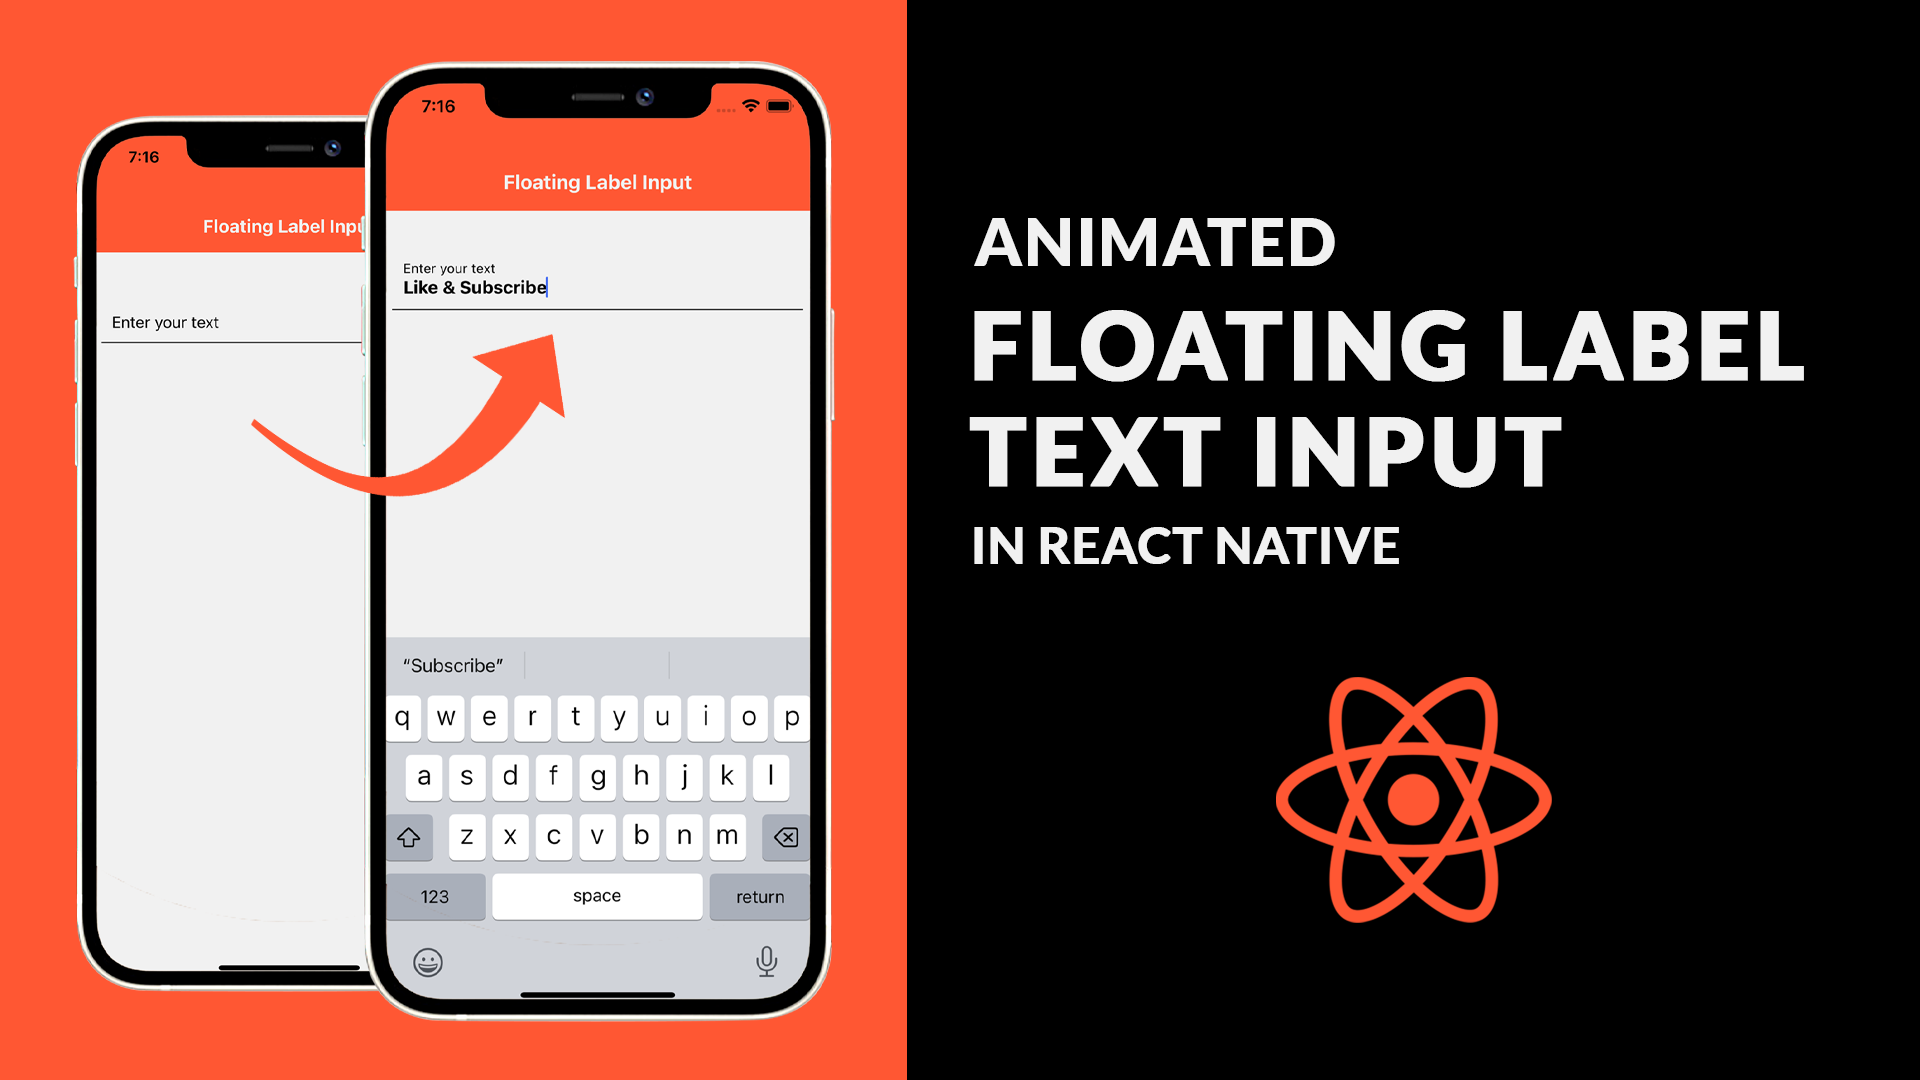 7:16
Floating Label Inpu
Enter your text
7:16
Floating Label Input
Enter your text
Like & Subscribe
“Subscribe”
q w e r t y u i o p
a s d f g h j k l
z x c v b n m
123 space return
ANIMATED
FLOATING LABEL
TEXT INPUT
IN REACT NATIVE